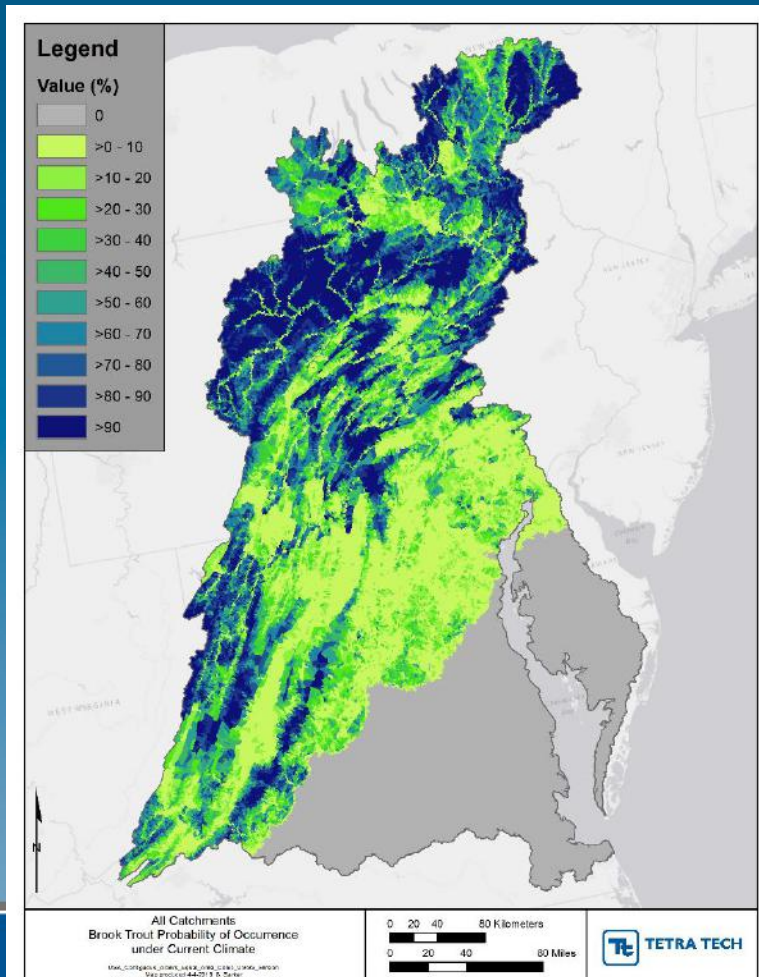 Legend
Value (%)
0
>0 - 10
>10 - 20
>20 - 30
>30 - 40
>40 - 50
>50 - 60
>60 - 70
>70 - 80
>80 - 90
>90
NEW JERSEY
WEST VIRGINIA
N
All Catchments
Brook Trout Probability of Occurrence
under Current Climate
0 20 40 80 Kilometers
0 20 40 80 Miles
TETRA TECH